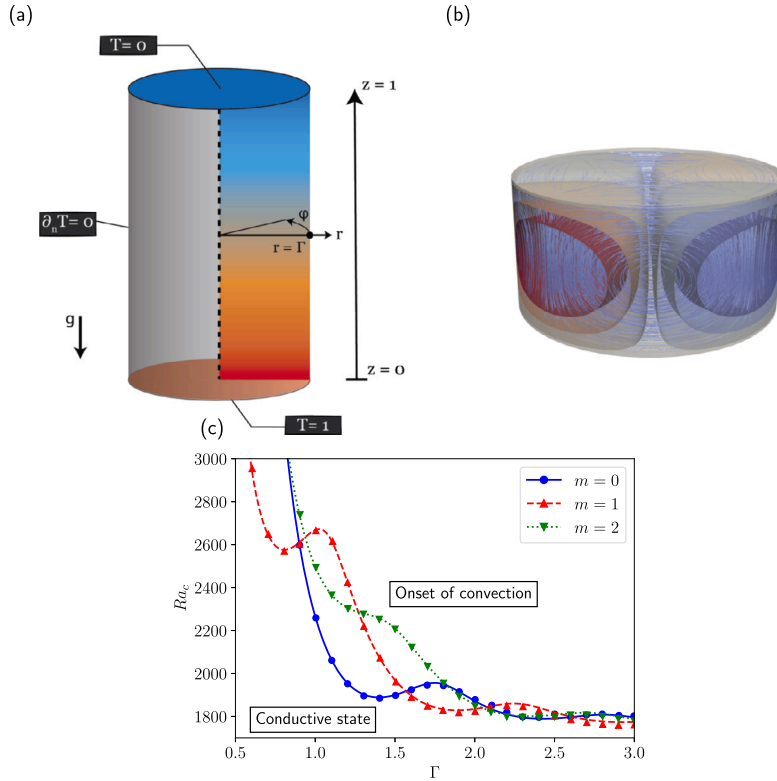 (a)
(b)
T= 0
z = 1
∂ₙT= 0
φ
r
r = Γ
g
z = 0
T= 1
(c)
3000
2800
2600
2400
2200
2000
1800
Ra_c
m = 0
m = 1
m = 2
Onset of convection
Conductive state
0.5 1.0 1.5 2.0 2.5 3.0
Γ